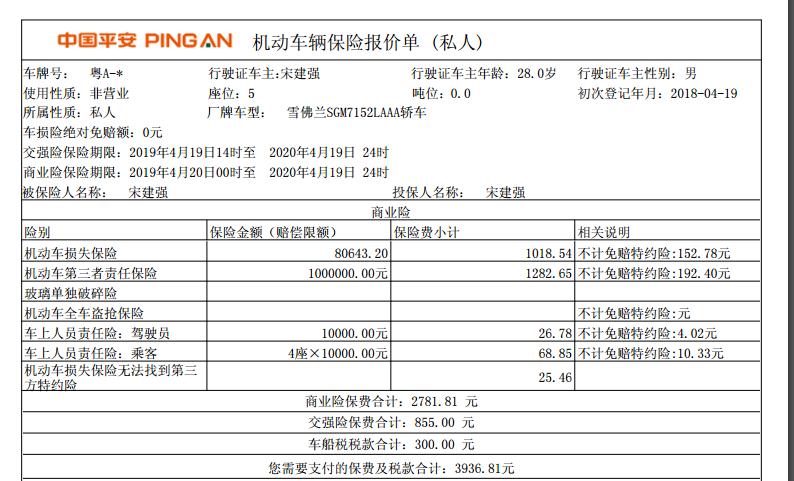 中国平安 PING AN 机动车辆保险报价单 (私人)
车牌号： 粤A-* 行驶证车主:宋建强 行驶证车主年龄：28.0岁 行驶证车主性别：男
使用性质：非营业 座位：5 吨位：0.0 初次登记年月：2018-04-19
所属性质：私人 厂牌车型： 雪佛兰SGM7152LAAA轿车
车损险绝对免赔额：0元
交强险保险期限：2019年4月19日14时至 2020年4月19日 24时
商业险保险期限：2019年4月20日00时至 2020年4月19日 24时
被保险人名称： 宋建强 投保人名称： 宋建强
商业险
险别 保险金额（赔偿限额） 保险费小计 相关说明
机动车损失保险 80643.20 1018.54 不计免赔特约险:152.78元
机动车第三者责任保险 1000000.00元 1282.65 不计免赔特约险:192.40元
玻璃单独破碎险
机动车全车盗抢保险 不计免赔特约险:元
车上人员责任险：驾驶员 10000.00元 26.78 不计免赔特约险:4.02元
车上人员责任险：乘客 4座×10000.00元 68.85 不计免赔特约险:10.33元
机动车损失保险无法找到第三
方特约险 25.46
商业险保费合计：2781.81 元
交强险保费合计：855.00 元
车船税税款合计：300.00 元
您需要支付的保费及税款合计：3936.81元